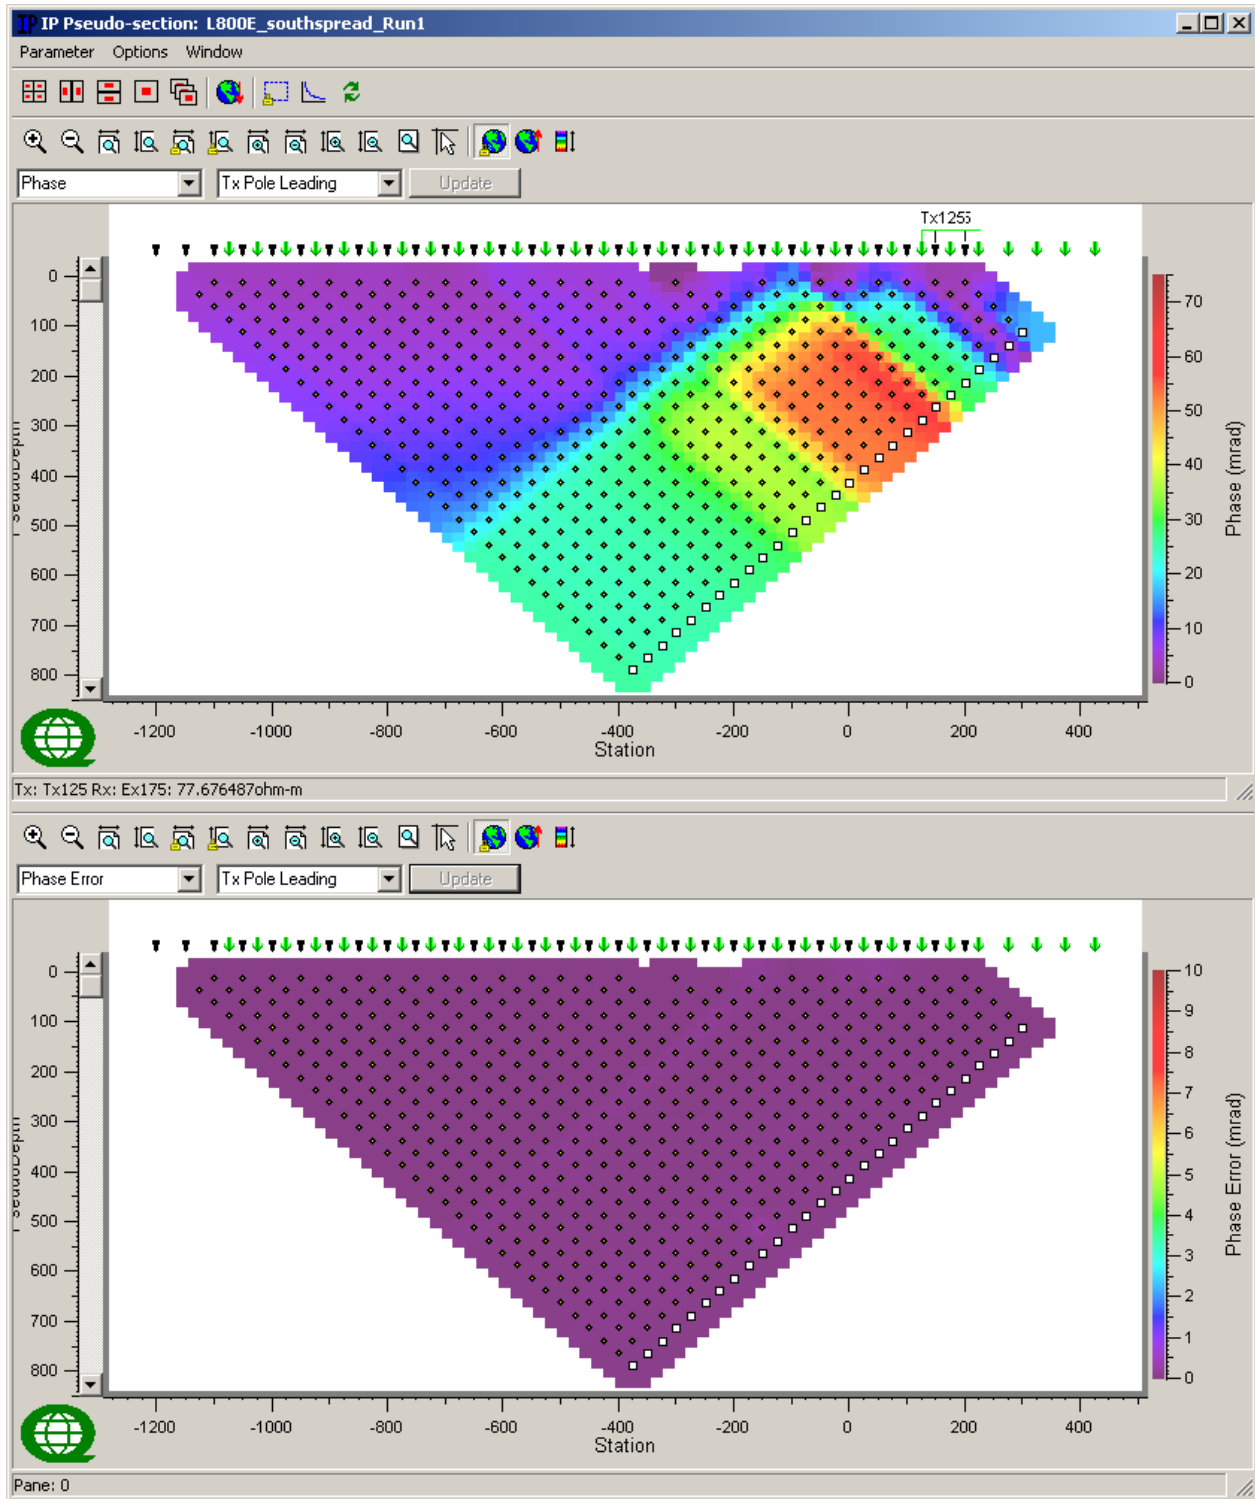 IP Pseudo-section: L800E_southspread_Run1
Parameter Options Window
Phase Tx Pole Leading Update
Tx1255
0
100
200
300
400
500
600
700
800
70
60
50
40
30
20
10
0
Phase (mrad)
-1200 -1000 -800 -600 -400 -200 0 200 400
Station
Tx: Tx125 Rx: Ex175: 77.676487ohm-m
Phase Error Tx Pole Leading Update
0
100
200
300
400
500
600
700
800
10
9
8
7
6
5
4
3
2
1
0
Phase Error (mrad)
-1200 -1000 -800 -600 -400 -200 0 200 400
Station
Pane: 0